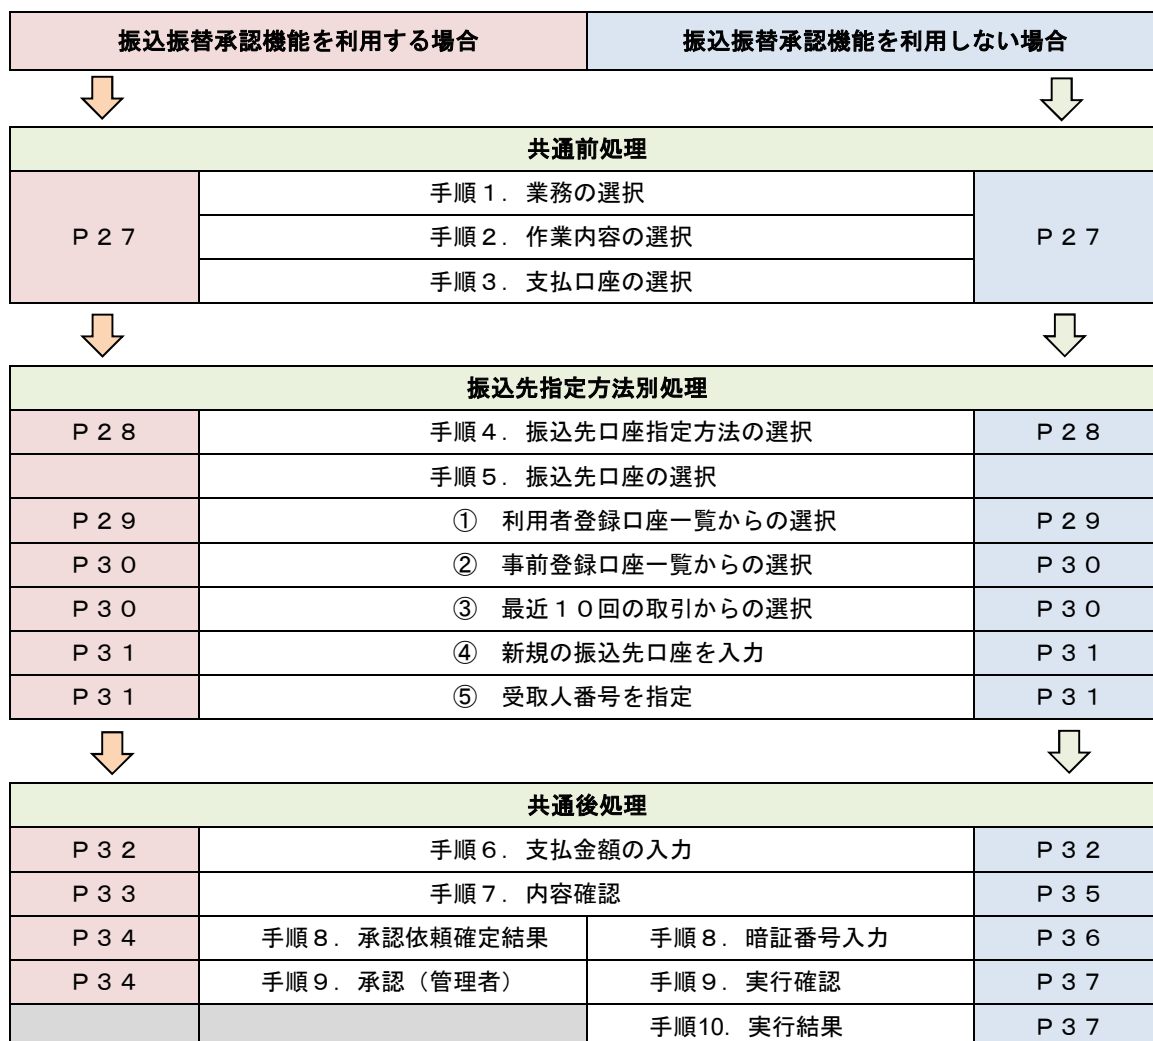 振込振替承認機能を利用する場合 振込振替承認機能を利用しない場合
共通前処理
手順１．業務の選択
Ｐ２７ 手順２．作業内容の選択 Ｐ２７
手順３．支払口座の選択
振込先指定方法別処理
Ｐ２８ 手順４．振込先口座指定方法の選択 Ｐ２８
手順５．振込先口座の選択
Ｐ２９ ①　利用者登録口座一覧からの選択 Ｐ２９
Ｐ３０ ②　事前登録口座一覧からの選択 Ｐ３０
Ｐ３０ ③　最近１０回の取引からの選択 Ｐ３０
Ｐ３１ ④　新規の振込先口座を入力 Ｐ３１
Ｐ３１ ⑤　受取人番号を指定 Ｐ３１
共通後処理
Ｐ３２ 手順６．支払金額の入力 Ｐ３２
Ｐ３３ 手順７．内容確認 Ｐ３５
Ｐ３４ 手順８．承認依頼確定結果 手順８．暗証番号入力 Ｐ３６
Ｐ３４ 手順９．承認（管理者） 手順９．実行確認 Ｐ３７
手順10．実行結果 Ｐ３７